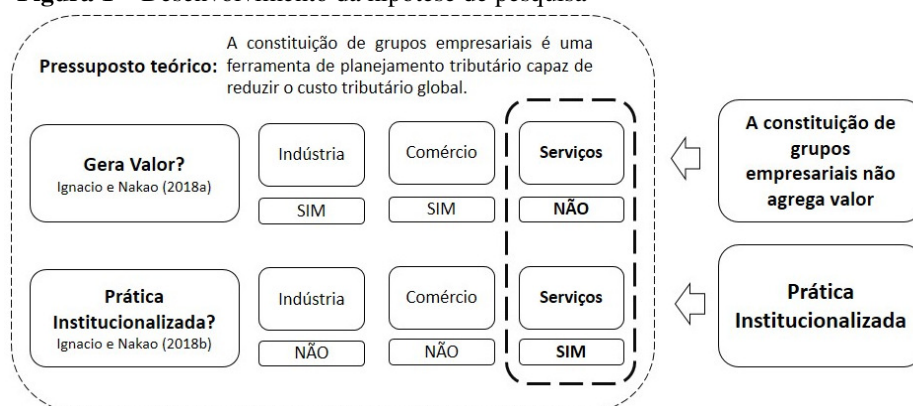 Figura 1 – Desenvolvimento da hipótese de pesquisa
A constituição de grupos empresariais é uma
Pressuposto teórico: ferramenta de planejamento tributário capaz de
reduzir o custo tributário global.
Gera Valor?
Ignacio e Nakao (2018a)
Indústria
SIM
Comércio
SIM
Serviços
NÃO
A constituição de
grupos
empresariais não
agrega valor
Prática
Institucionalizada?
Ignacio e Nakao (2018b)
Indústria
NÃO
Comércio
NÃO
Serviços
SIM
Prática
Institucionalizada